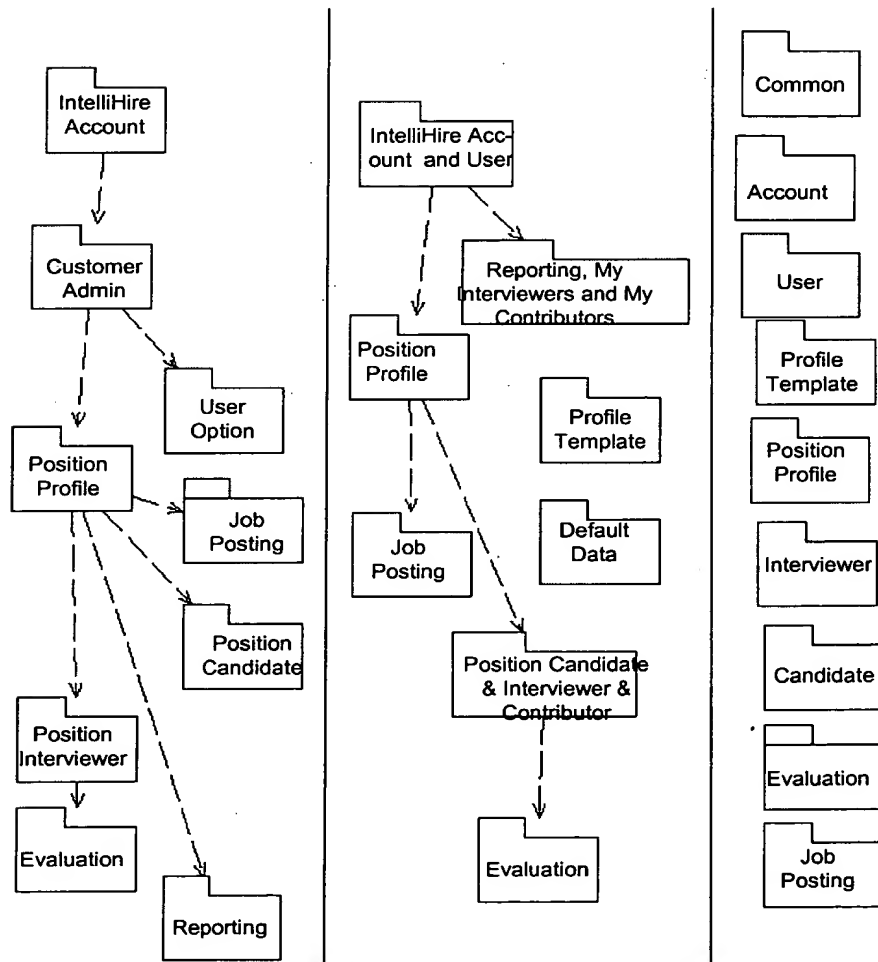 IntelliHire
Account
Customer
Admin
User
Option
Position
Profile
Job
Posting
Position
Candidate
Position
Interviewer
Evaluation
Reporting
IntelliHire Acc-
ount and User
Reporting, My
Interviewers and My
Contributors
Position
Profile
Profile
Template
Job
Posting
Default
Data
Position Candidate
& Interviewer &
Contributor
Evaluation
Common
Account
User
Profile
Template
Position
Profile
Interviewer
Candidate
Evaluation
Job
Posting